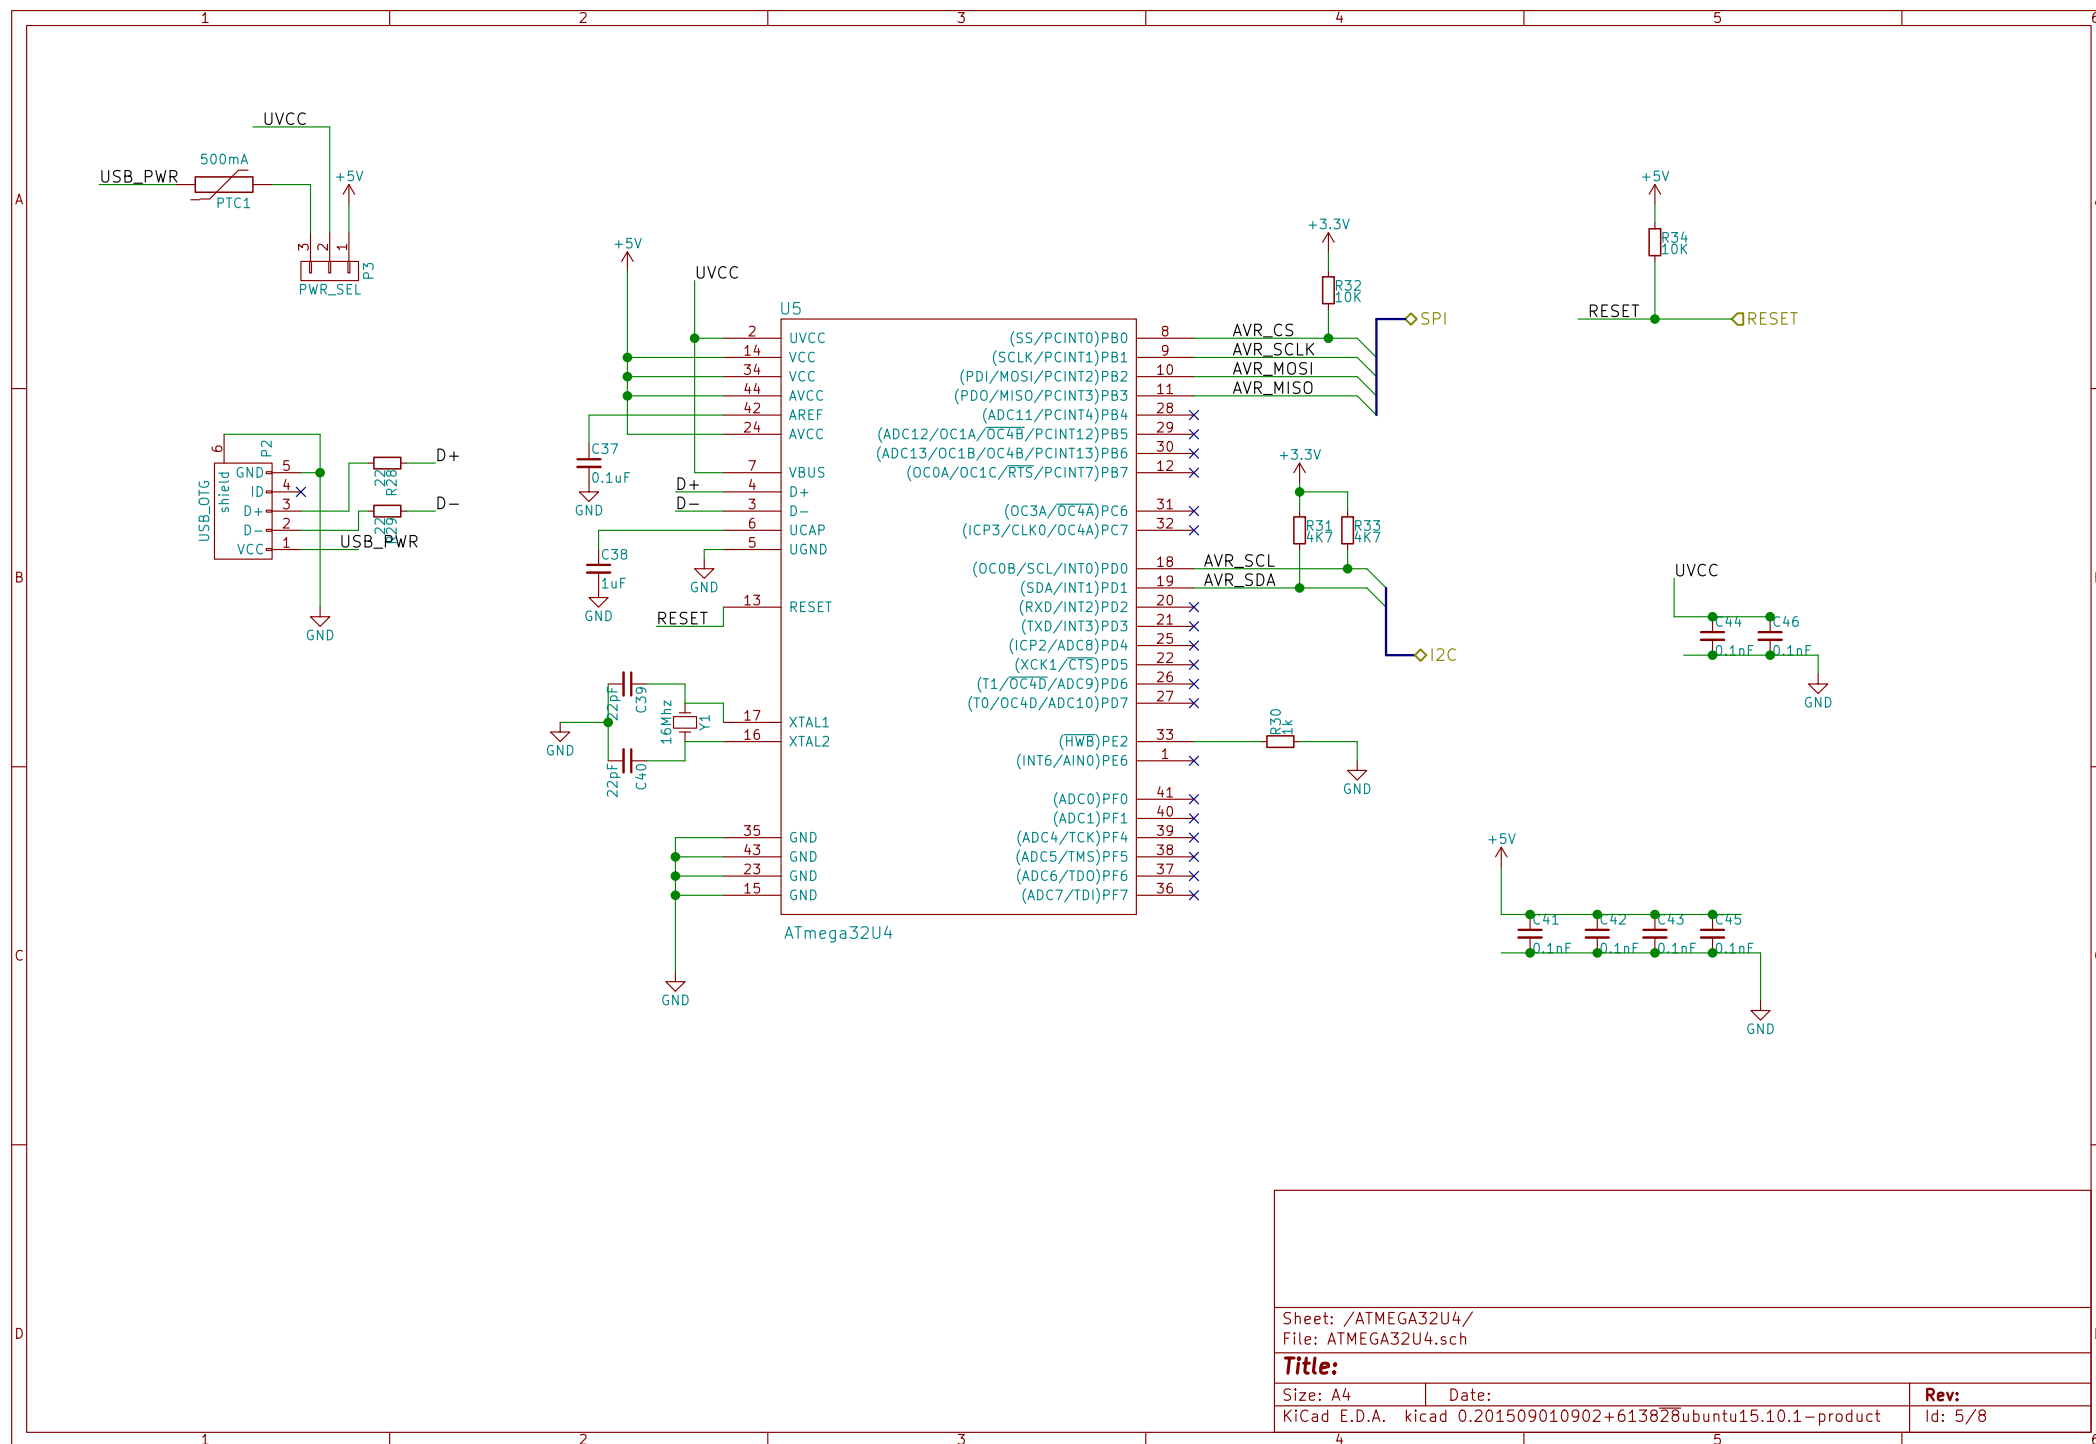 1 2 3 4 5 6
A
B
C
D
UVCC
500mA
USB_PWR
PTC1
+5V
3 2 1
P3
PWR_SEL
6
P2
USB_OTG
shield
GND 5
ID 4
D+ 3
D- 2
VCC 1
22
R28
D+
22
R29
D-
USB_PWR
GND
+5V
UVCC
U5
2 UVCC
14 VCC
34 VCC
44 AVCC
42 AREF
24 AVCC
7 VBUS
D+ 4 D+
D- 3 D-
6 UCAP
5 UGND
RESET 13 RESET
17 XTAL1
16 XTAL2
35 GND
43 GND
23 GND
15 GND
C37
0.1uF
GND
C38
1uF
GND
GND
22pF
C39
16Mhz
Y1
GND
22pF
C40
GND
ATmega32U4
(SS/PCINT0)PB0 8 AVR_CS
(SCLK/PCINT1)PB1 9 AVR_SCLK
(PDI/MOSI/PCINT2)PB2 10 AVR_MOSI
(PDO/MISO/PCINT3)PB3 11 AVR_MISO
(ADC11/PCINT4)PB4 28
(ADC12/OC1A/OC4B/PCINT12)PB5 29
(ADC13/OC1B/OC4B/PCINT13)PB6 30
(OC0A/OC1C/RTS/PCINT7)PB7 12
(OC3A/OC4A)PC6 31
(ICP3/CLK0/OC4A)PC7 32
(OC0B/SCL/INT0)PD0 18 AVR_SCL
(SDA/INT1)PD1 19 AVR_SDA
(RXD/INT2)PD2 20
(TXD/INT3)PD3 21
(ICP2/ADC8)PD4 25
(XCK1/CTS)PD5 22
(T1/OC4D/ADC9)PD6 26
(T0/OC4D/ADC10)PD7 27
(HWB)PE2 33
(INT6/AIN0)PE6 1
(ADC0)PF0 41
(ADC1)PF1 40
(ADC4/TCK)PF4 39
(ADC5/TMS)PF5 38
(ADC6/TDO)PF6 37
(ADC7/TDI)PF7 36
+3.3V
R32
10K
SPI
+3.3V
R31
4K7
R33
4K7
I2C
R30
1k
GND
+5V
R34
10K
RESET
RESET
UVCC
C44
0.1nF
C46
0.1nF
GND
+5V
C41
0.1nF
C42
0.1nF
C43
0.1nF
C45
0.1nF
GND
Sheet: /ATMEGA32U4/
File: ATMEGA32U4.sch
Title:
Size: A4 Date: Rev:
KiCad E.D.A. kicad 0.201509010902+613828ubuntu15.10.1-product Id: 5/8
1 2 3 4 5 6